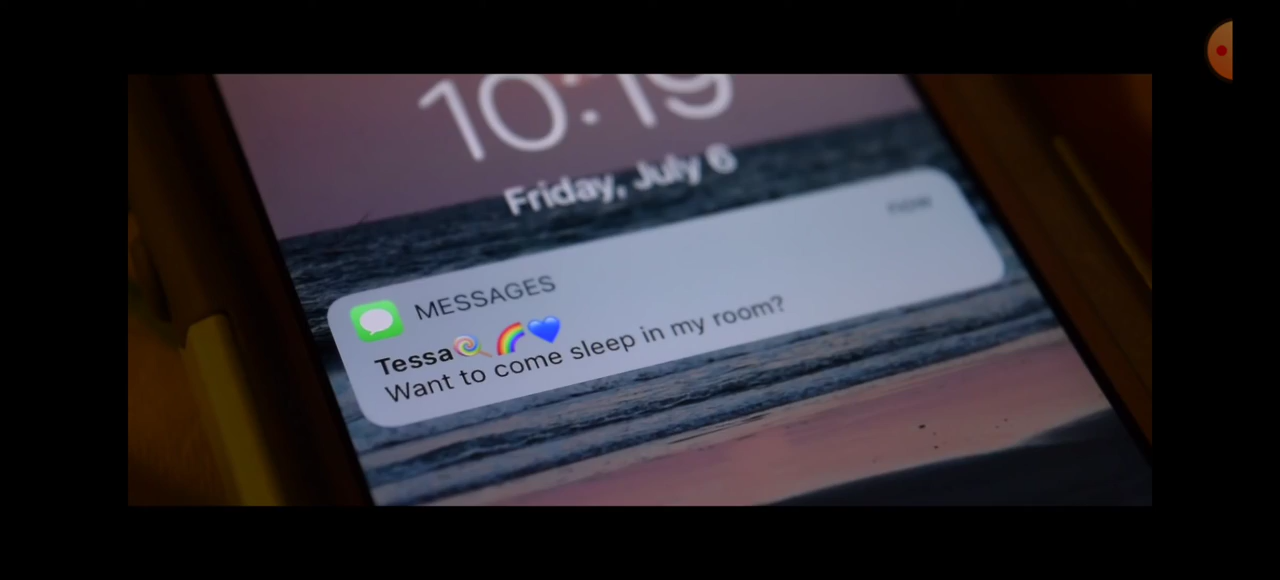 10:19
Friday, July 6
now
MESSAGES
Tessa🍭🌈💙
Want to come sleep in my room?